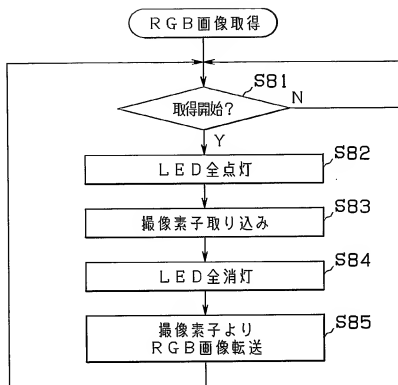 RGB画像取得
S81
取得開始?
N
Y
S82
LED全点灯
S83
撮像素子取り込み
S84
LED全消灯
S85
撮像素子より
RGB画像転送